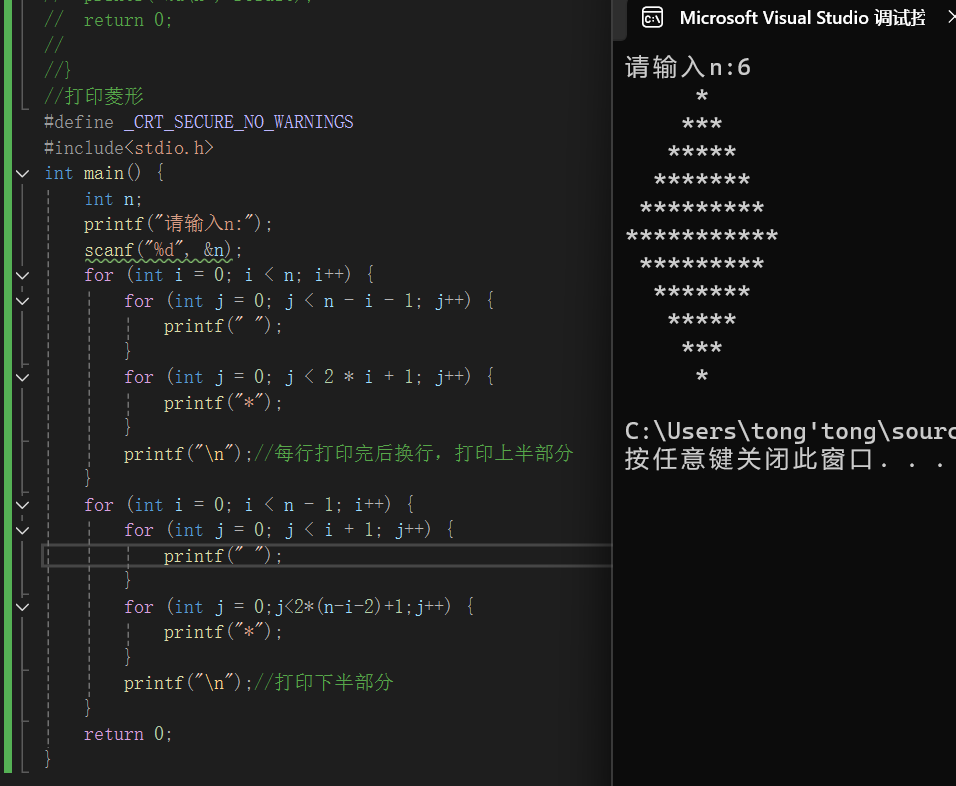 //  return 0;
//
//}
//打印菱形
#define _CRT_SECURE_NO_WARNINGS
#include<stdio.h>
int main() {
    int n;
    printf("请输入n:");
    scanf("%d", &n);
    for (int i = 0; i < n; i++) {
        for (int j = 0; j < n - i - 1; j++) {
            printf(" ");
        }
        for (int j = 0; j < 2 * i + 1; j++) {
            printf("*");
        }
        printf("\n");//每行打印完后换行，打印上半部分
    }
    for (int i = 0; i < n - 1; i++) {
        for (int j = 0; j < i + 1; j++) {
            printf(" ");
        }
        for (int j = 0;j<2*(n-i-2)+1;j++) {
            printf("*");
        }
        printf("\n");//打印下半部分
    }
    return 0;
}
Microsoft Visual Studio 调试控
请输入n:6
     *
    ***
   *****
  *******
 *********
***********
 *********
  *******
   *****
    ***
     *
C:\Users\tong'tong\sourc
按任意键关闭此窗口. . .